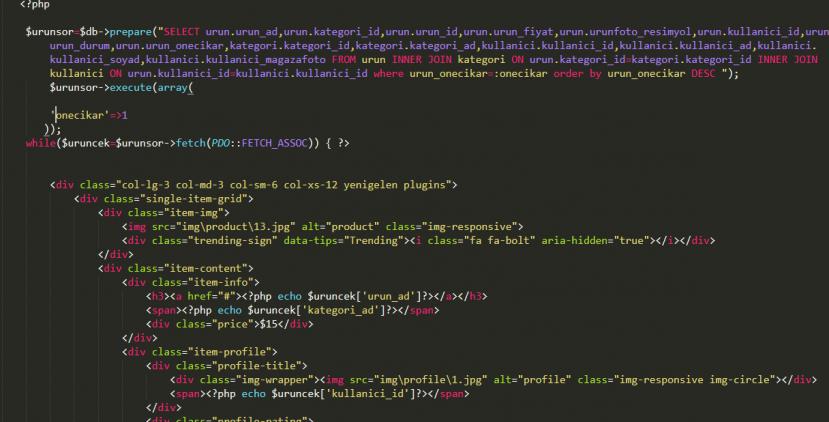 <?php
$urunsor=$db->prepare("SELECT urun.urun_ad,urun.kategori_id,urun.urun_id,urun.urun_fiyat,urun.urunfoto_resimyol,urun.kullanici_id,urun
urun_durum,urun.urun_onecikar,kategori.kategori_id,kategori.kategori_ad,kullanici.kullanici_id,kullanici.kullanici_ad,kullanici.
kullanici_soyad,kullanici.kullanici_magazafoto FROM urun INNER JOIN kategori ON urun.kategori_id=kategori.kategori_id INNER JOIN
kullanici ON urun.kullanici_id=kullanici.kullanici_id where urun_onecikar=:onecikar order by urun_onecikar DESC ");
$urunsor->execute(array(
'onecikar'=>1
));
while($uruncek=$urunsor->fetch(PDO::FETCH_ASSOC)) { ?>
<div class="col-lg-3 col-md-3 col-sm-6 col-xs-12 yenigelen plugins">
<div class="single-item-grid">
<div class="item-img">
<img src="img\product\13.jpg" alt="product" class="img-responsive">
<div class="trending-sign" data-tips="Trending"><i class="fa fa-bolt" aria-hidden="true"></i></div>
</div>
<div class="item-content">
<div class="item-info">
<h3><a href="#"><?php echo $uruncek['urun_ad']?></a></h3>
<span><?php echo $uruncek['kategori_ad']?></span>
<div class="price">$15</div>
</div>
<div class="item-profile">
<div class="profile-title">
<div class="img-wrapper"><img src="img\profile\1.jpg" alt="profile" class="img-responsive img-circle"></div>
<span><?php echo $uruncek['kullanici_id']?></span>
</div>
<div class="profile-rating">